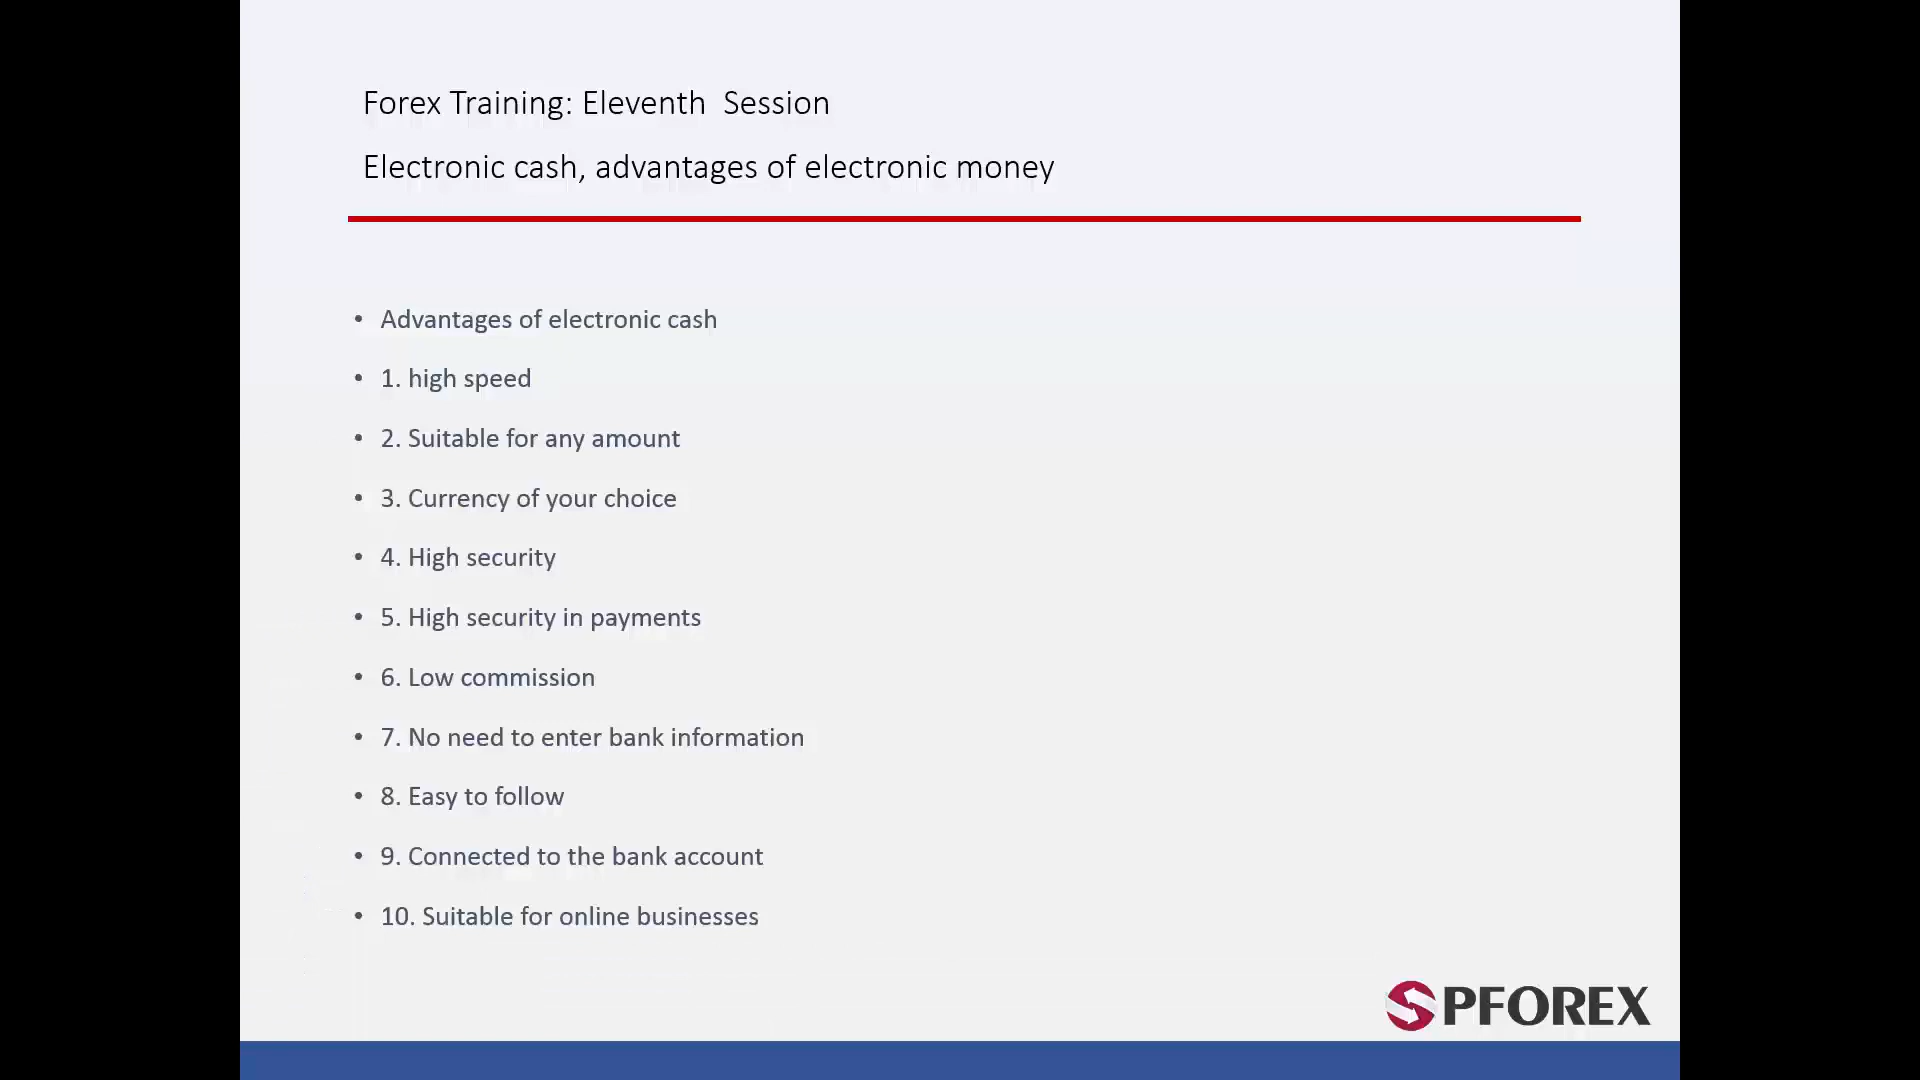 Forex Training: Eleventh  Session
Electronic cash, advantages of electronic money
• Advantages of electronic cash
• 1. high speed
• 2. Suitable for any amount
• 3. Currency of your choice
• 4. High security
• 5. High security in payments
• 6. Low commission
• 7. No need to enter bank information
• 8. Easy to follow
• 9. Connected to the bank account
• 10. Suitable for online businesses
PFOREX